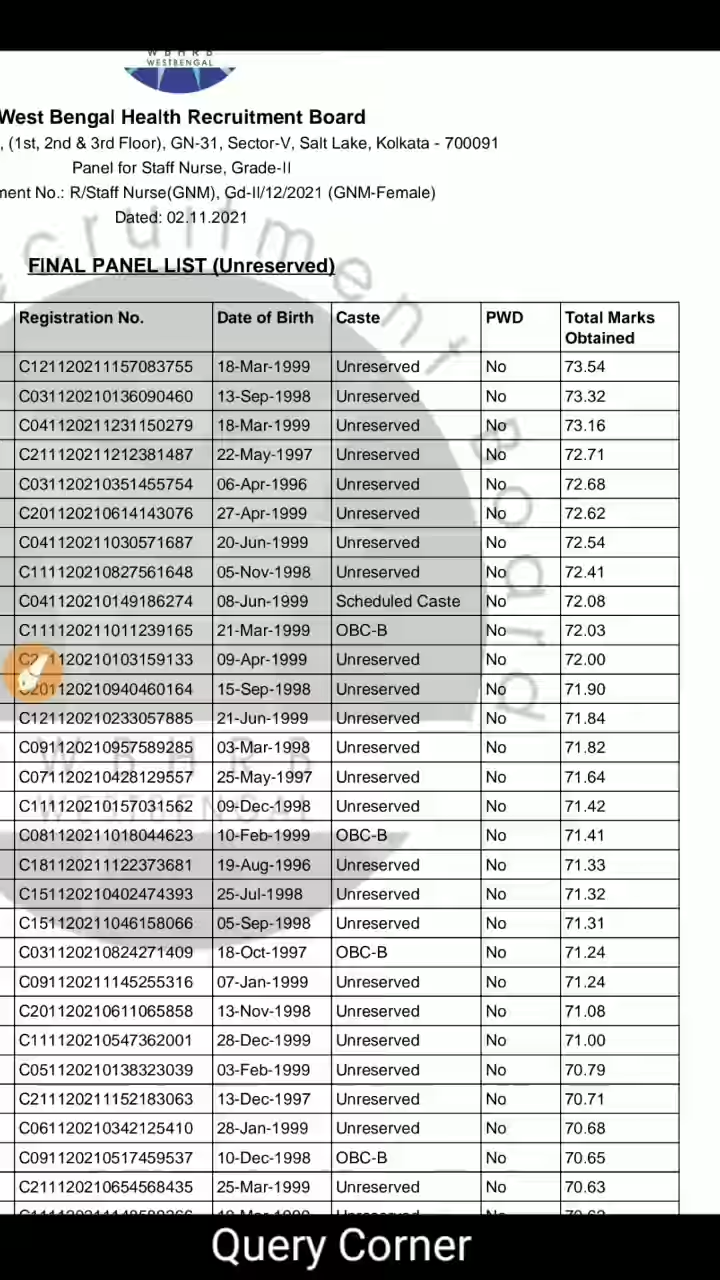 W B H R B
WESTBENGAL
West Bengal Health Recruitment Board
, (1st, 2nd & 3rd Floor), GN-31, Sector-V, Salt Lake, Kolkata - 700091
Panel for Staff Nurse, Grade-II
ment No.: R/Staff Nurse(GNM), Gd-II/12/2021 (GNM-Female)
Dated: 02.11.2021
FINAL PANEL LIST (Unreserved)
Registration No. Date of Birth Caste PWD Total Marks Obtained
C121120211157083755 18-Mar-1999 Unreserved No 73.54
C031120210136090460 13-Sep-1998 Unreserved No 73.32
C041120211231150279 18-Mar-1999 Unreserved No 73.16
C211120211212381487 22-May-1997 Unreserved No 72.71
C031120210351455754 06-Apr-1996 Unreserved No 72.68
C201120210614143076 27-Apr-1999 Unreserved No 72.62
C041120211030571687 20-Jun-1999 Unreserved No 72.54
C111120210827561648 05-Nov-1998 Unreserved No 72.41
C041120210149186274 08-Jun-1999 Scheduled Caste No 72.08
C111120211011239165 21-Mar-1999 OBC-B No 72.03
1120210103159133 09-Apr-1999 Unreserved No 72.00
C201120210940460164 15-Sep-1998 Unreserved No 71.90
C121120210233057885 21-Jun-1999 Unreserved No 71.84
C091120210957589285 03-Mar-1998 Unreserved No 71.82
C071120210428129557 25-May-1997 Unreserved No 71.64
C111120210157031562 09-Dec-1998 Unreserved No 71.42
C081120211018044623 10-Feb-1999 OBC-B No 71.41
C181120211122373681 19-Aug-1996 Unreserved No 71.33
C151120210402474393 25-Jul-1998 Unreserved No 71.32
C151120211046158066 05-Sep-1998 Unreserved No 71.31
C031120210824271409 18-Oct-1997 OBC-B No 71.24
C091120211145255316 07-Jan-1999 Unreserved No 71.24
C201120210611065858 13-Nov-1998 Unreserved No 71.08
C111120210547362001 28-Dec-1999 Unreserved No 71.00
C051120210138323039 03-Feb-1999 Unreserved No 70.79
C211120211152183063 13-Dec-1997 Unreserved No 70.71
C061120210342125410 28-Jan-1999 Unreserved No 70.68
C091120210517459537 10-Dec-1998 OBC-B No 70.65
C211120210654568435 25-Mar-1999 Unreserved No 70.63
Query Corner